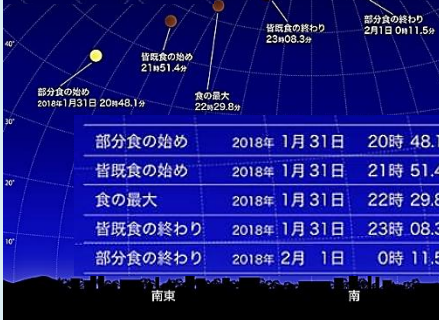 皆既食の終わり
23時08.3分
部分食の終わり
2月1日 0時11.5分
皆既食の始め
21時51.4分
食の最大
22時29.8分
部分食の始め
2018年1月31日 20時48.1分
40°
30°
20°
10°
部分食の始め 2018年 1月31日 20時 48.1
皆既食の始め 2018年 1月31日 21時 51.4
食の最大 2018年 1月31日 22時 29.8
皆既食の終わり 2018年 1月31日 23時 08.3
部分食の終わり 2018年 2月 1日 0時 11.5
南東
南